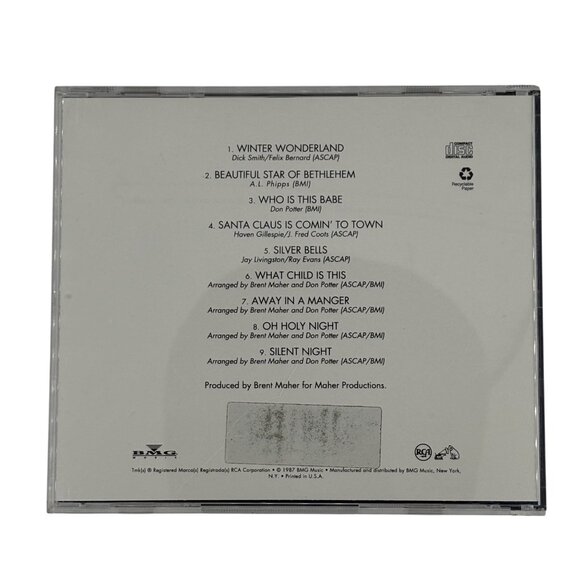 1. WINTER WONDERLAND
Dick Smith/Felix Bernard (ASCAP)
2. BEAUTIFUL STAR OF BETHLEHEM
A.L. Phipps (BMI)
3. WHO IS THIS BABE
Don Potter (BMI)
4. SANTA CLAUS IS COMIN' TO TOWN
Haven Gillespie/J. Fred Coots (ASCAP)
5. SILVER BELLS
Jay Livingston/Ray Evans (ASCAP)
6. WHAT CHILD IS THIS
Arranged by Brent Maher and Don Potter (ASCAP/BMI)
7. AWAY IN A MANGER
Arranged by Brent Maher and Don Potter (ASCAP/BMI)
8. OH HOLY NIGHT
Arranged by Brent Maher and Don Potter (ASCAP/BMI)
9. SILENT NIGHT
Arranged by Brent Maher and Don Potter (ASCAP/BMI)
Produced by Brent Maher for Maher Productions.
COMPACT
disc
DIGITAL AUDIO
Recyclable
Paper
BMG
MUSIC
RCA
Tmk(s) ® Registered Marca(s) Registrada(s) RCA Corporation • © 1987 BMG Music • Manufactured and distributed by BMG Music, New York,
N.Y. • Printed in U.S.A.